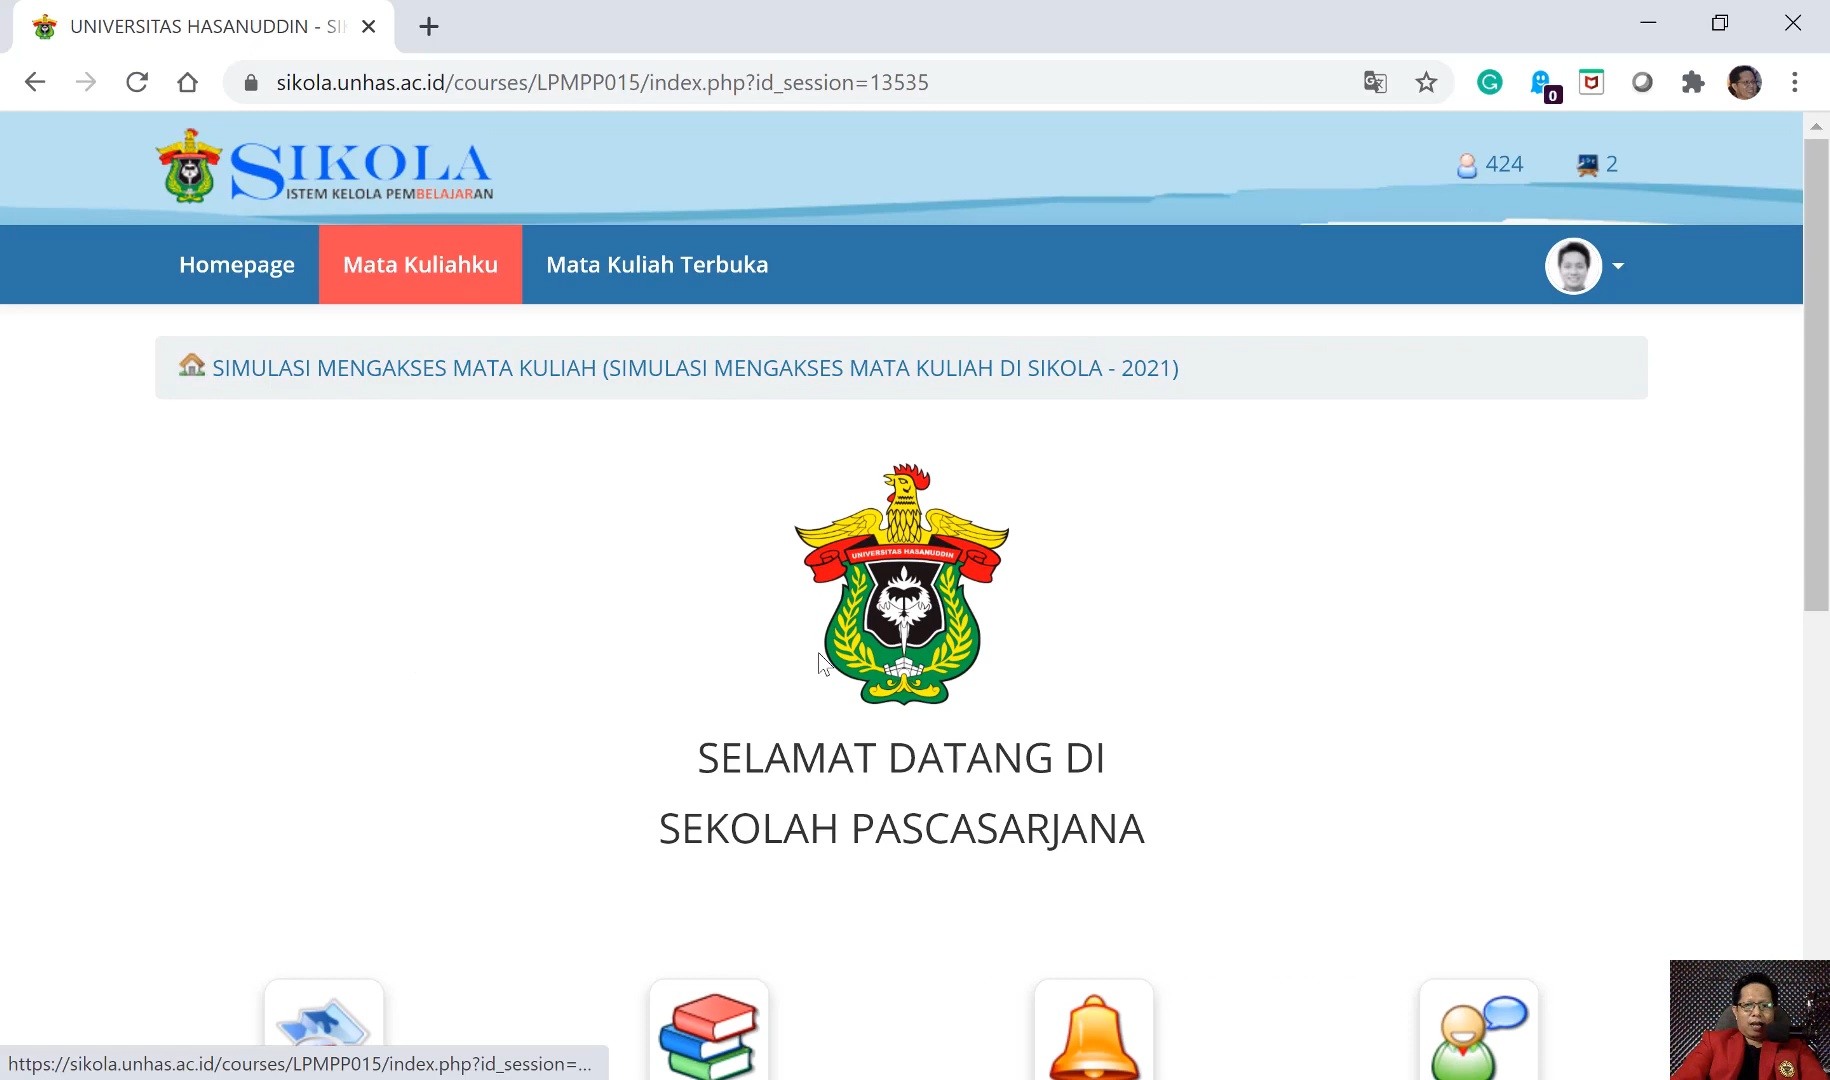 UNIVERSITAS HASANUDDIN - SI
sikola.unhas.ac.id/courses/LPMPP015/index.php?id_session=13535
0
SIKOLA
ISTEM KELOLA PEMBELAJARAN
424
2
Homepage
Mata Kuliahku
Mata Kuliah Terbuka
SIMULASI MENGAKSES MATA KULIAH (SIMULASI MENGAKSES MATA KULIAH DI SIKOLA - 2021)
UNIVERSITAS HASANUDDIN
SELAMAT DATANG DI
SEKOLAH PASCASARJANA
https://sikola.unhas.ac.id/courses/LPMPP015/index.php?id_session=...